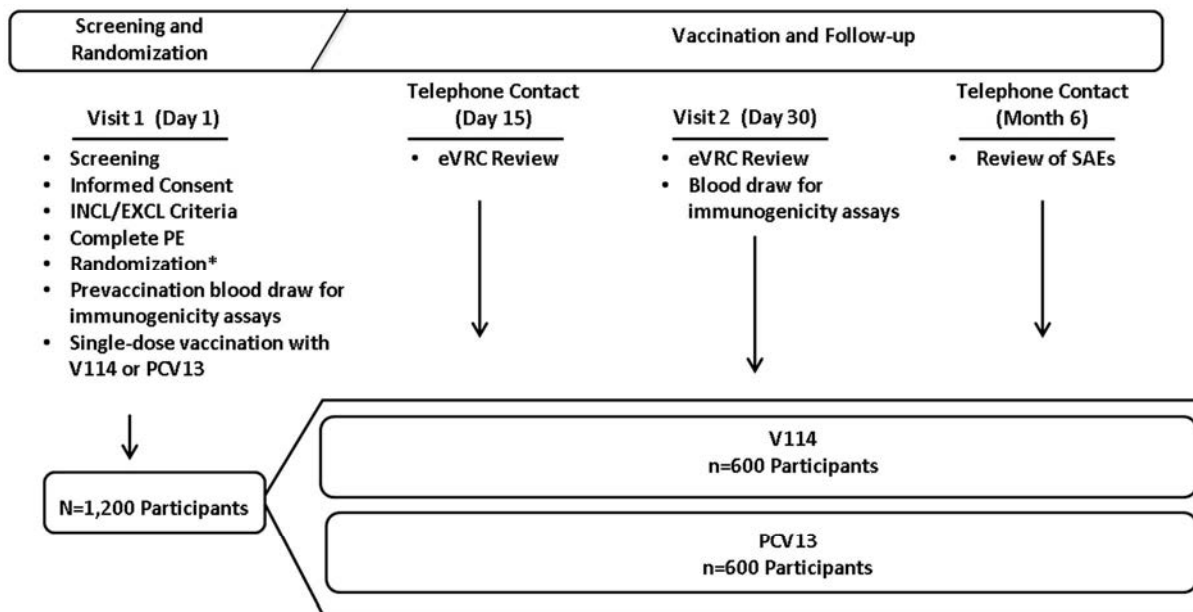 Screening and
Randomization
Vaccination and Follow-up
Visit 1 (Day 1)
• Screening
• Informed Consent
• INCL/EXCL Criteria
• Complete PE
• Randomization*
• Prevaccination blood draw for
immunogenicity assays
• Single-dose vaccination with
V114 or PCV13
Telephone Contact
(Day 15)
• eVRC Review
Visit 2 (Day 30)
• eVRC Review
• Blood draw for
immunogenicity assays
Telephone Contact
(Month 6)
• Review of SAEs
N=1,200 Participants
V114
n=600 Participants
PCV13
n=600 Participants